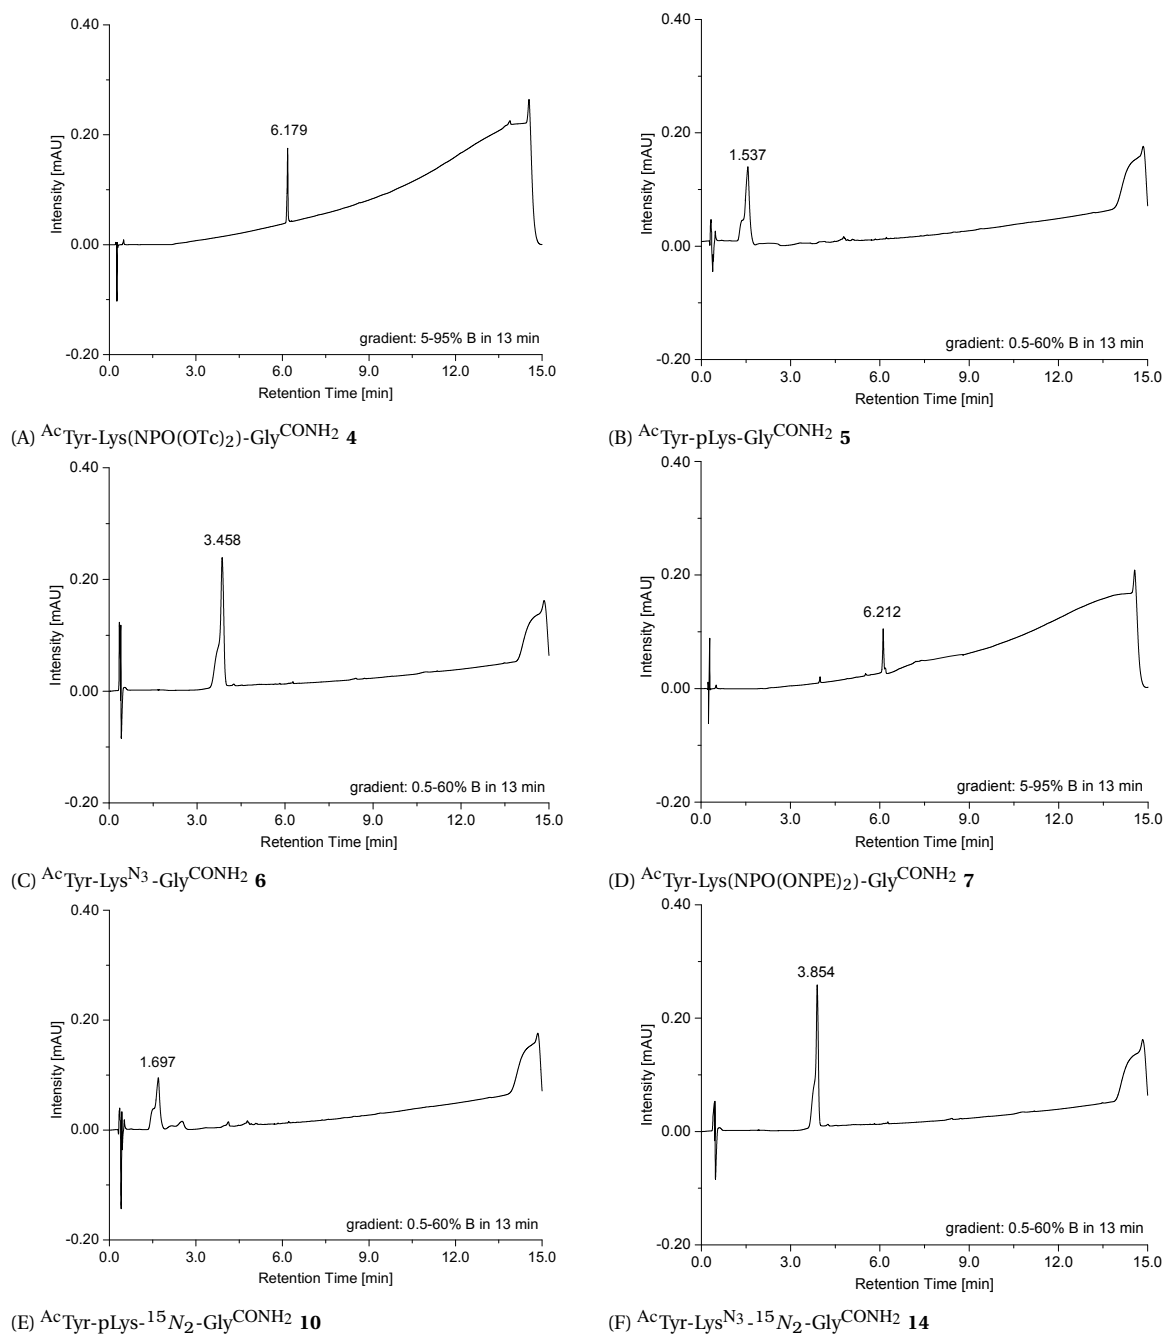 0.40
0.20
0.00
-0.20
Intensity [mAU]
6.179
gradient: 5-95% B in 13 min
0.0 3.0 6.0 9.0 12.0 15.0
Retention Time [min]
(A) AcTyr-Lys(NPO(OTc)2)-GlyCONH2 4
0.40
0.20
0.00
-0.20
Intensity [mAU]
1.537
gradient: 0.5-60% B in 13 min
0.0 3.0 6.0 9.0 12.0 15.0
Retention Time [min]
(B) AcTyr-pLys-GlyCONH2 5
0.40
0.20
0.00
-0.20
Intensity [mAU]
3.458
gradient: 0.5-60% B in 13 min
0.0 3.0 6.0 9.0 12.0 15.0
Retention Time [min]
(C) AcTyr-LysN3-GlyCONH2 6
0.40
0.20
0.00
-0.20
Intensity [mAU]
6.212
gradient: 5-95% B in 13 min
0.0 3.0 6.0 9.0 12.0 15.0
Retention Time [min]
(D) AcTyr-Lys(NPO(ONPE)2)-GlyCONH2 7
0.40
0.20
0.00
-0.20
Intensity [mAU]
1.697
gradient: 0.5-60% B in 13 min
0.0 3.0 6.0 9.0 12.0 15.0
Retention Time [min]
(E) AcTyr-pLys-15N2-GlyCONH2 10
0.40
0.20
0.00
-0.20
Intensity [mAU]
3.854
gradient: 0.5-60% B in 13 min
0.0 3.0 6.0 9.0 12.0 15.0
Retention Time [min]
(F) AcTyr-LysN3-15N2-GlyCONH2 14